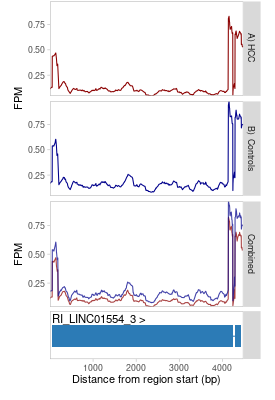 0.75
0.50
0.25
FPM
A) HCC
0.75
0.50
0.25
B) Controls
0.75
0.50
0.25
FPM
Combined
RI_LINC01554_3 >
1000 2000 3000 4000
Distance from region start (bp)